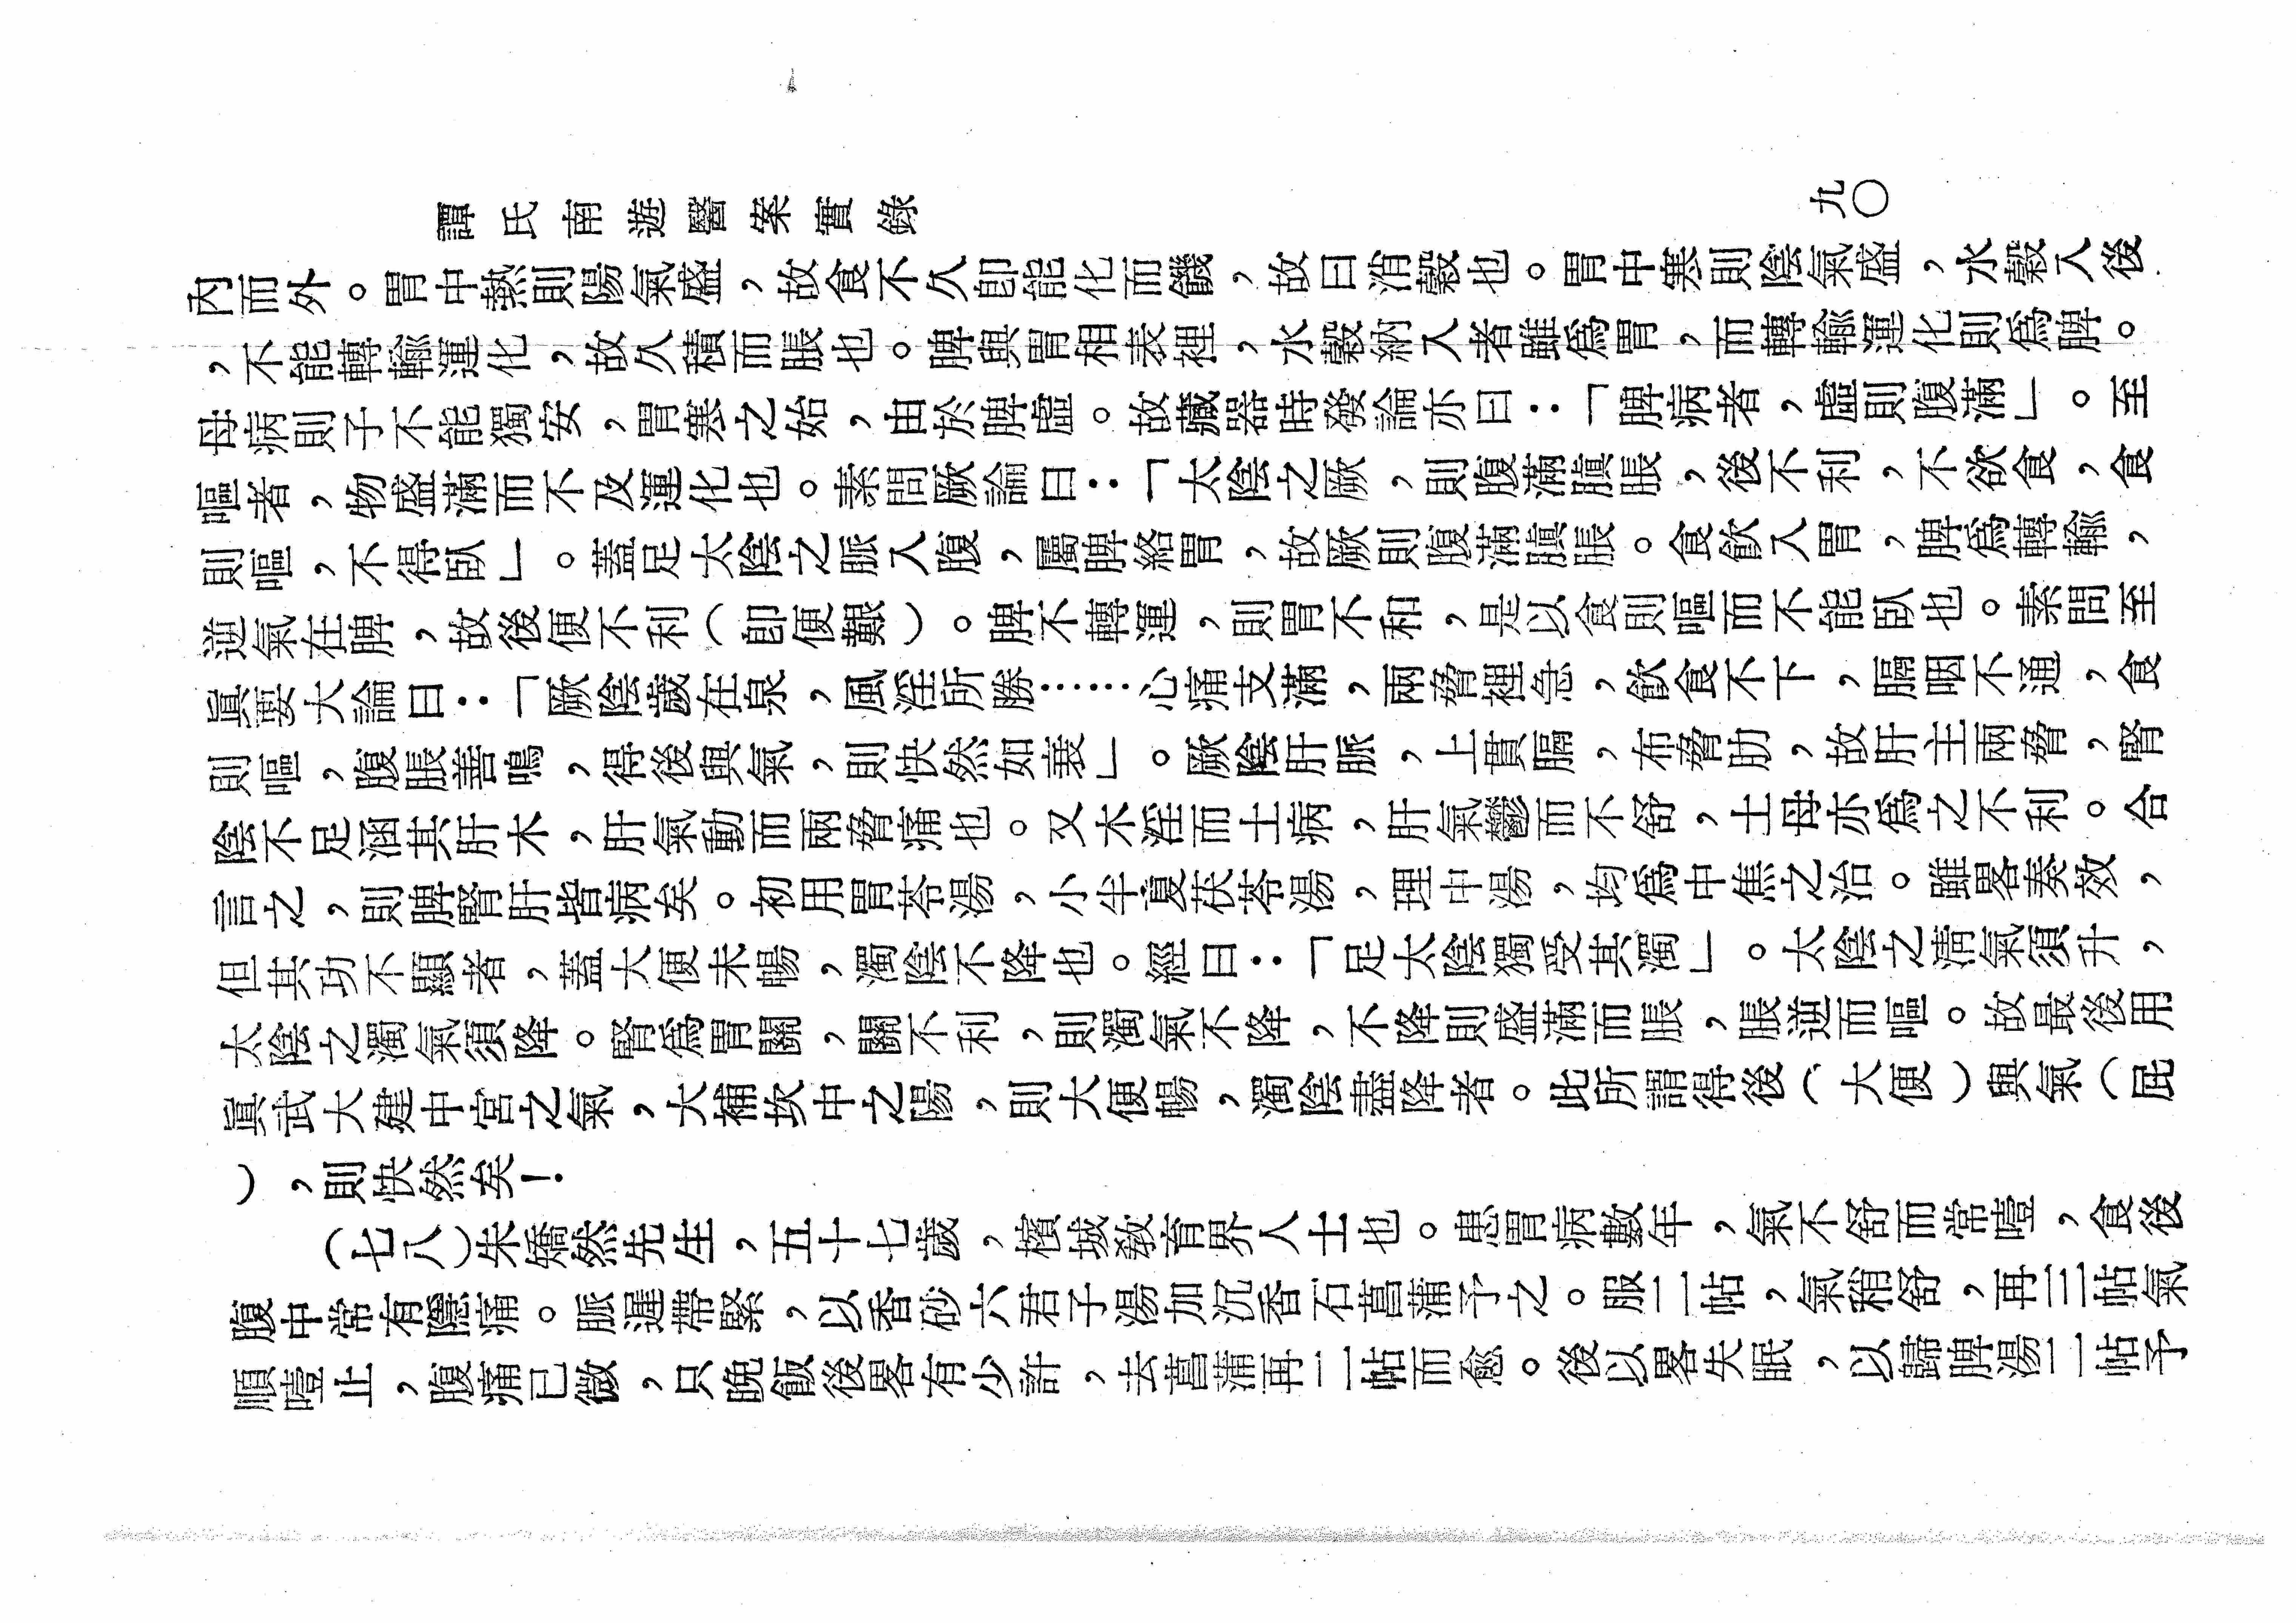 譚氏南遊醫案實錄
九〇
內而外。胃中熱則陽氣盛，故食不久卽能化而饑，故曰消穀也。胃中寒則陰氣盛，水穀入後
，不能轉輸運化，故久積而脹也。脾與胃相表裡，水穀納入者雖爲胃，而轉輸運化則爲脾。
母病則子不能獨安，胃寒之始，由於脾虛。故藏器時發論亦曰：「脾病者，虛則腹滿」。至
嘔者，物盛滿而不及運化也。素問厥論曰：「太陰之厥，則腹滿䐜脹，後不利，不欲食，食
則嘔，不得臥」。蓋足太陰之脈入腹，屬脾絡胃，故厥則腹滿䐜脹。食飲入胃，脾爲轉輸，
逆氣在脾，故後便不利（卽便艱）。脾不轉運，則胃不和，是以食則嘔而不能臥也。素問至
眞要大論曰：「厥陰歲在泉，風淫所勝……心痛支滿，兩脅裡急，飲食不下，膈咽不通，食
則嘔，腹脹善鳴，得後與氣，則快然如衰」。厥陰肝脈，上貫膈，布脅肋，故肝主兩脅，腎
陰不足涵其肝木，肝氣動而兩脅痛也。又木淫而土病，肝氣鬱而不舒，土母亦爲之不利。合
言之，則脾腎肝皆病矣。初用胃苓湯，小半夏茯苓湯，理中湯，均爲中焦之治。雖畧奏效，
但其功不顯者，蓋大便未暢，濁陰不降也。經曰：「足太陰獨受其濁」。太陰之淸氣須升，
太陰之濁氣須降。腎爲胃關，關不利，則濁氣不降，不降則盛滿而脹，脹逆而嘔。故最後用
眞武大建中宮之氣，大補坎中之陽，則大便暢，濁陰盡降者。此所謂得後（大便）與氣（屁
），則快然矣！
（七八）朱矯然先生，五十七歲，檳城敎育界人士也。患胃病數年，氣不舒而常噎，食後
腹中常有隱痛。脈遲帶緊，以香砂六君子湯加沉香石菖蒲予之。服二帖，氣稍舒，再三帖氣
順噎止，腹痛已微，只晚飯後畧有少許，去菖蒲再二帖而愈。後以畧失眠，以歸脾湯二帖予